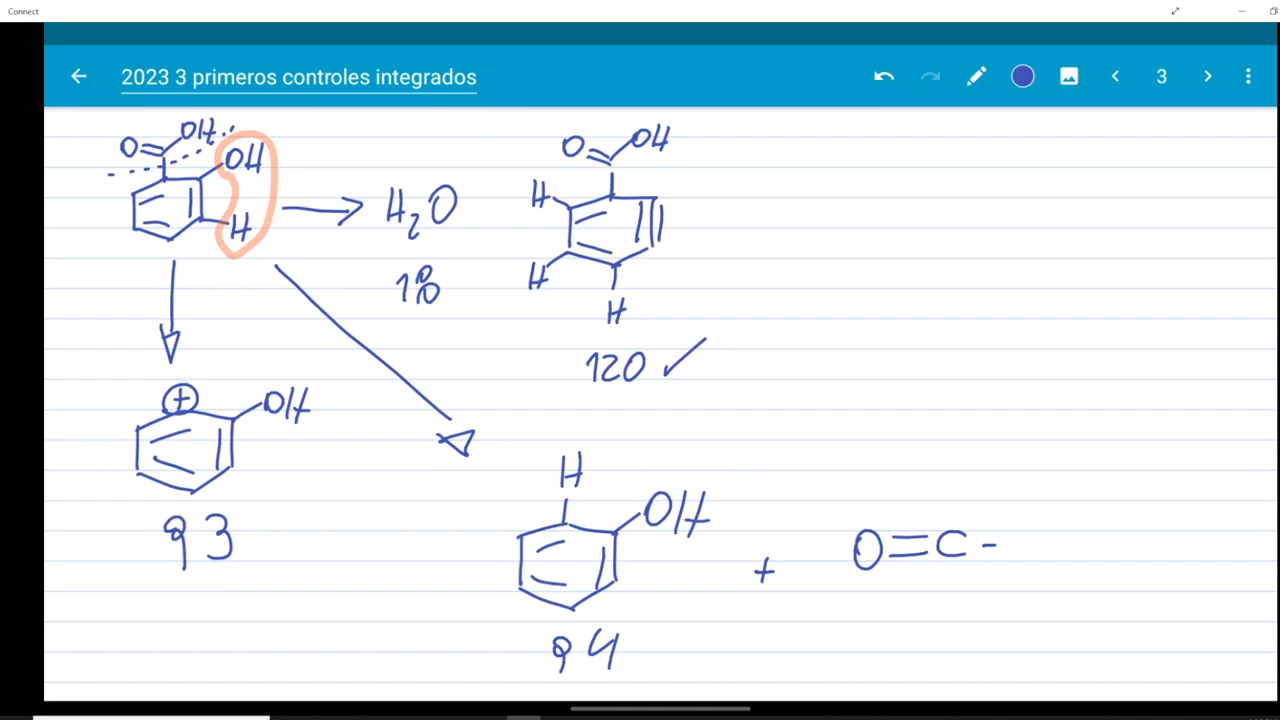 Connect
2023 3 primeros controles integrados
3
OH
O
OH
H
H2O
18
O
OH
H
H
H
120
+
OH
93
H
OH
94
+
O=C-